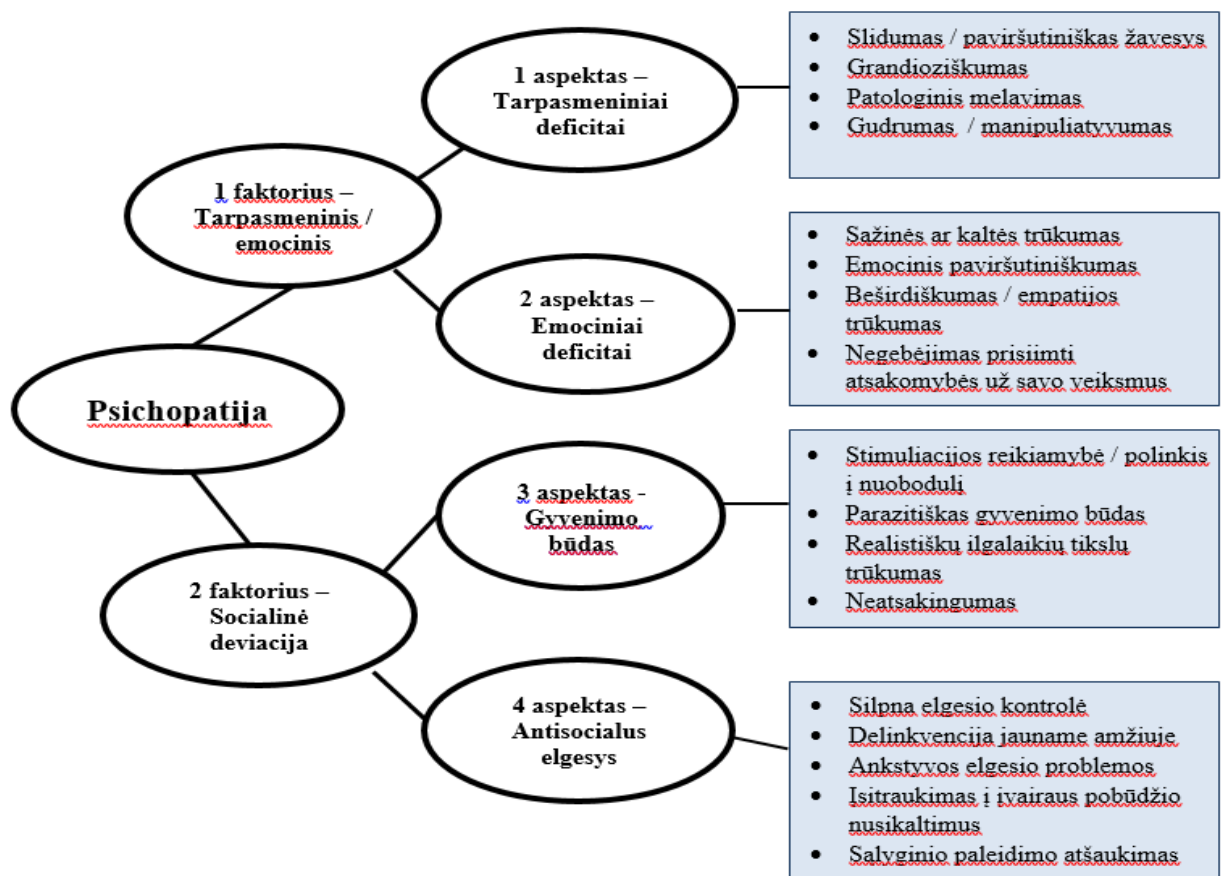 Psichopatija
1 faktorius –
Tarpasmeninis /
emocinis
1 aspektas –
Tarpasmeniniai
deficitai
• Slidumas / paviršutiniškas žavesys
• Grandioziškumas
• Patologinis melavimas
• Gudrumas / manipuliatyvumas
2 aspektas –
Emociniai
deficitai
• Sąžinės ar kaltės trūkumas
• Emocinis paviršutiniškumas
• Beširdiškumas / empatijos
trūkumas
• Negebėjimas prisiimti
atsakomybės už savo veiksmus
2 faktorius –
Socialinė
deviacija
3 aspektas -
Gyvenimo
būdas
• Stimuliacijos reikiamybė / polinkis
į nuobodulį
• Parazitiškas gyvenimo būdas
• Realistiškų ilgalaikių tikslų
trūkumas
• Neatsakingumas
4 aspektas –
Antisocialus
elgesys
• Silpna elgesio kontrolė
• Delinkvencija jauname amžiuje
• Ankstyvos elgesio problemos
• Įsitraukimas į įvairaus pobūdžio
nusikaltimus
• Sąlyginio paleidimo atšaukimas